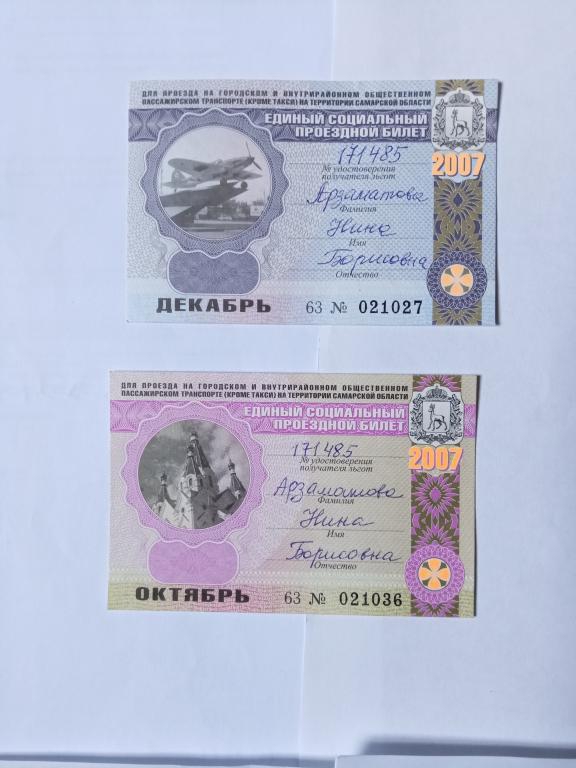 ДЛЯ ПРОЕЗДА НА ГОРОДСКОМ И ВНУТРИРАЙОННОМ ОБЩЕСТВЕННОМ
ПАССАЖИРСКОМ ТРАНСПОРТЕ (КРОМЕ ТАКСИ) НА ТЕРРИТОРИИ САМАРСКОЙ ОБЛАСТИ
ЕДИНЫЙ СОЦИАЛЬНЫЙ
ПРОЕЗДНОЙ БИЛЕТ
171485
2007
№ удостоверения
получателя льгот
Арзаматова
Фамилия
Нина
Имя
Борисовна
Отчество
ДЕКАБРЬ
63 № 021027
ДЛЯ ПРОЕЗДА НА ГОРОДСКОМ И ВНУТРИРАЙОННОМ ОБЩЕСТВЕННОМ
ПАССАЖИРСКОМ ТРАНСПОРТЕ (КРОМЕ ТАКСИ) НА ТЕРРИТОРИИ САМАРСКОЙ ОБЛАСТИ
ЕДИНЫЙ СОЦИАЛЬНЫЙ
ПРОЕЗДНОЙ БИЛЕТ
171485
2007
№ удостоверения
получателя льгот
Арзаматова
Фамилия
Нина
Имя
Борисовна
Отчество
ОКТЯБРЬ
63 № 021036